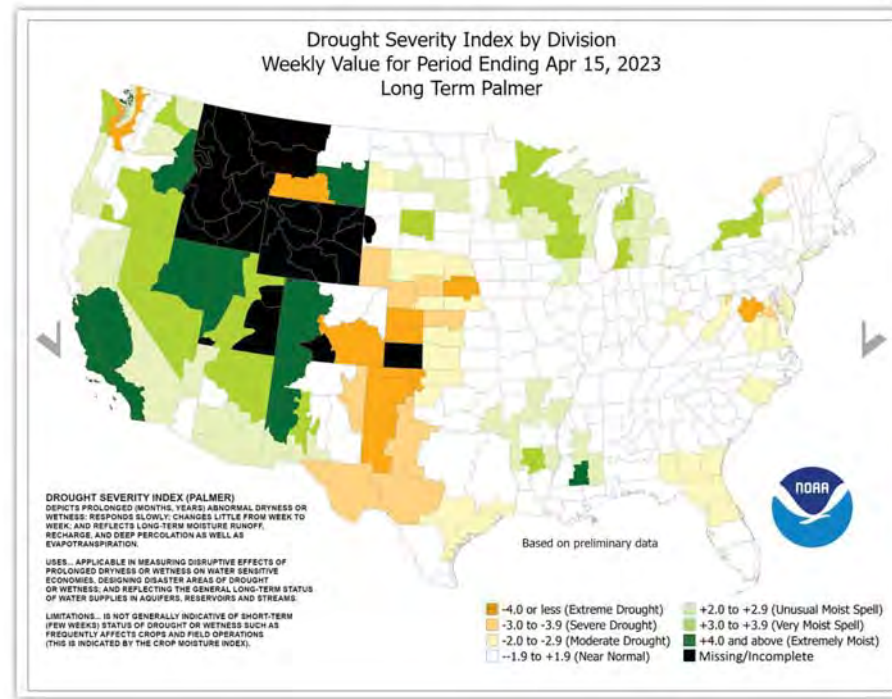 Drought Severity Index by Division
Weekly Value for Period Ending Apr 15, 2023
Long Term Palmer
DROUGHT SEVERITY INDEX (PALMER)
DEPICTS PROLONGED (MONTHS, YEARS) ABNORMAL DRYNESS OR
WETNESS; RESPONDS SLOWLY; CHANGES LITTLE FROM WEEK TO
WEEK; AND REFLECTS LONG-TERM MOISTURE RUNOFF,
RECHARGE, AND DEEP PERCOLATION AS WELL AS
EVAPOTRANSPIRATION.
USES... APPLICABLE IN MEASURING DISRUPTIVE EFFECTS OF
PROLONGED DRYNESS OR WETNESS ON WATER SENSITIVE
ECONOMIES, DESIGNING DISASTER AREAS OF DROUGHT
OR WETNESS; AND REFLECTING THE GENERAL LONG-TERM STATUS
OF WATER SUPPLIES IN AQUIFERS, RESERVOIRS AND STREAMS.
LIMITATIONS... IS NOT GENERALLY INDICATIVE OF SHORT-TERM
(FEW WEEKS) STATUS OF DROUGHT OR WETNESS SUCH AS
FREQUENTLY AFFECTS CROPS AND FIELD OPERATIONS
(THIS IS INDICATED BY THE CROP MOISTURE INDEX).
NOAA
Based on preliminary data
-4.0 or less (Extreme Drought)
-3.0 to -3.9 (Severe Drought)
-2.0 to -2.9 (Moderate Drought)
--1.9 to +1.9 (Near Normal)
+2.0 to +2.9 (Unusual Moist Spell)
+3.0 to +3.9 (Very Moist Spell)
+4.0 and above (Extremely Moist)
Missing/Incomplete